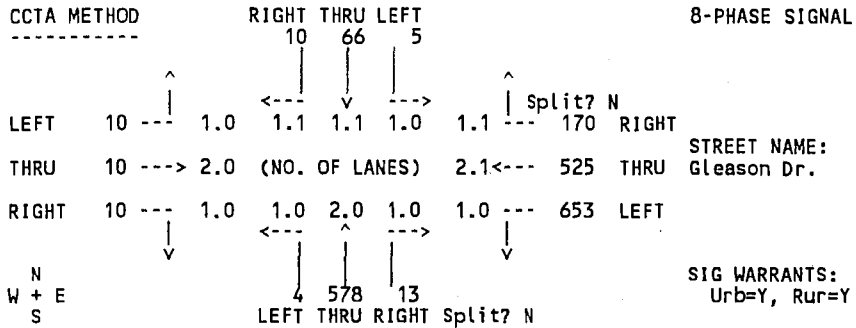 CCTA METHOD RIGHT THRU LEFT 8-PHASE SIGNAL
----------- 10 66 5
^ ^
<--- v ---> Split? N
LEFT 10 --- 1.0 1.1 1.1 1.0 1.1 --- 170 RIGHT
STREET NAME:
THRU 10 ---> 2.0 (NO. OF LANES) 2.1<--- 525 THRU Gleason Dr.
RIGHT 10 --- 1.0 1.0 2.0 1.0 1.0 --- 653 LEFT
<--- ^ --->
v v
N SIG WARRANTS:
W + E 4 578 13 Urb=Y, Rur=Y
S LEFT THRU RIGHT Split? N